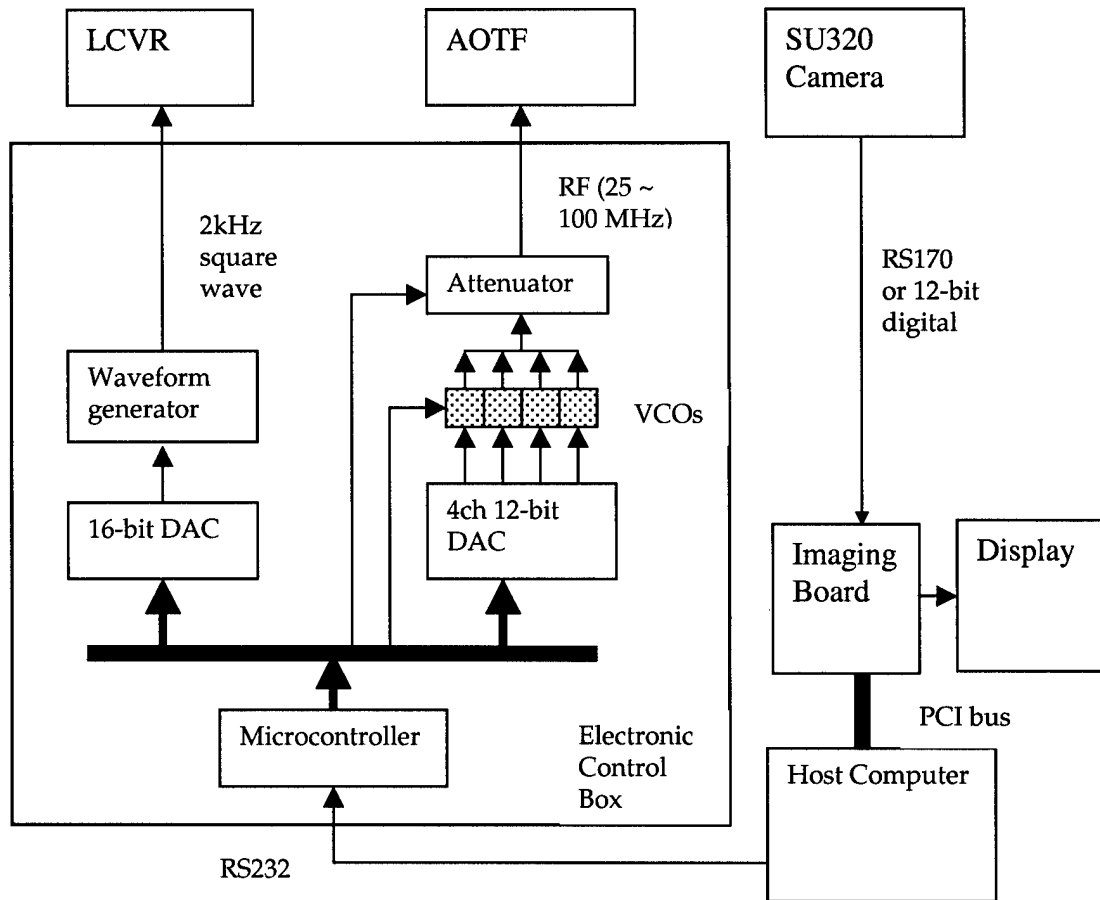 LCVR
AOTF
SU320
Camera
2kHz
square
wave
RF (25 ~
100 MHz)
RS170
or 12-bit
digital
Attenuator
Waveform
generator
VCOs
16-bit DAC
4ch 12-bit
DAC
Imaging
Board
Display
PCI bus
Microcontroller
Electronic
Control
Box
Host Computer
RS232